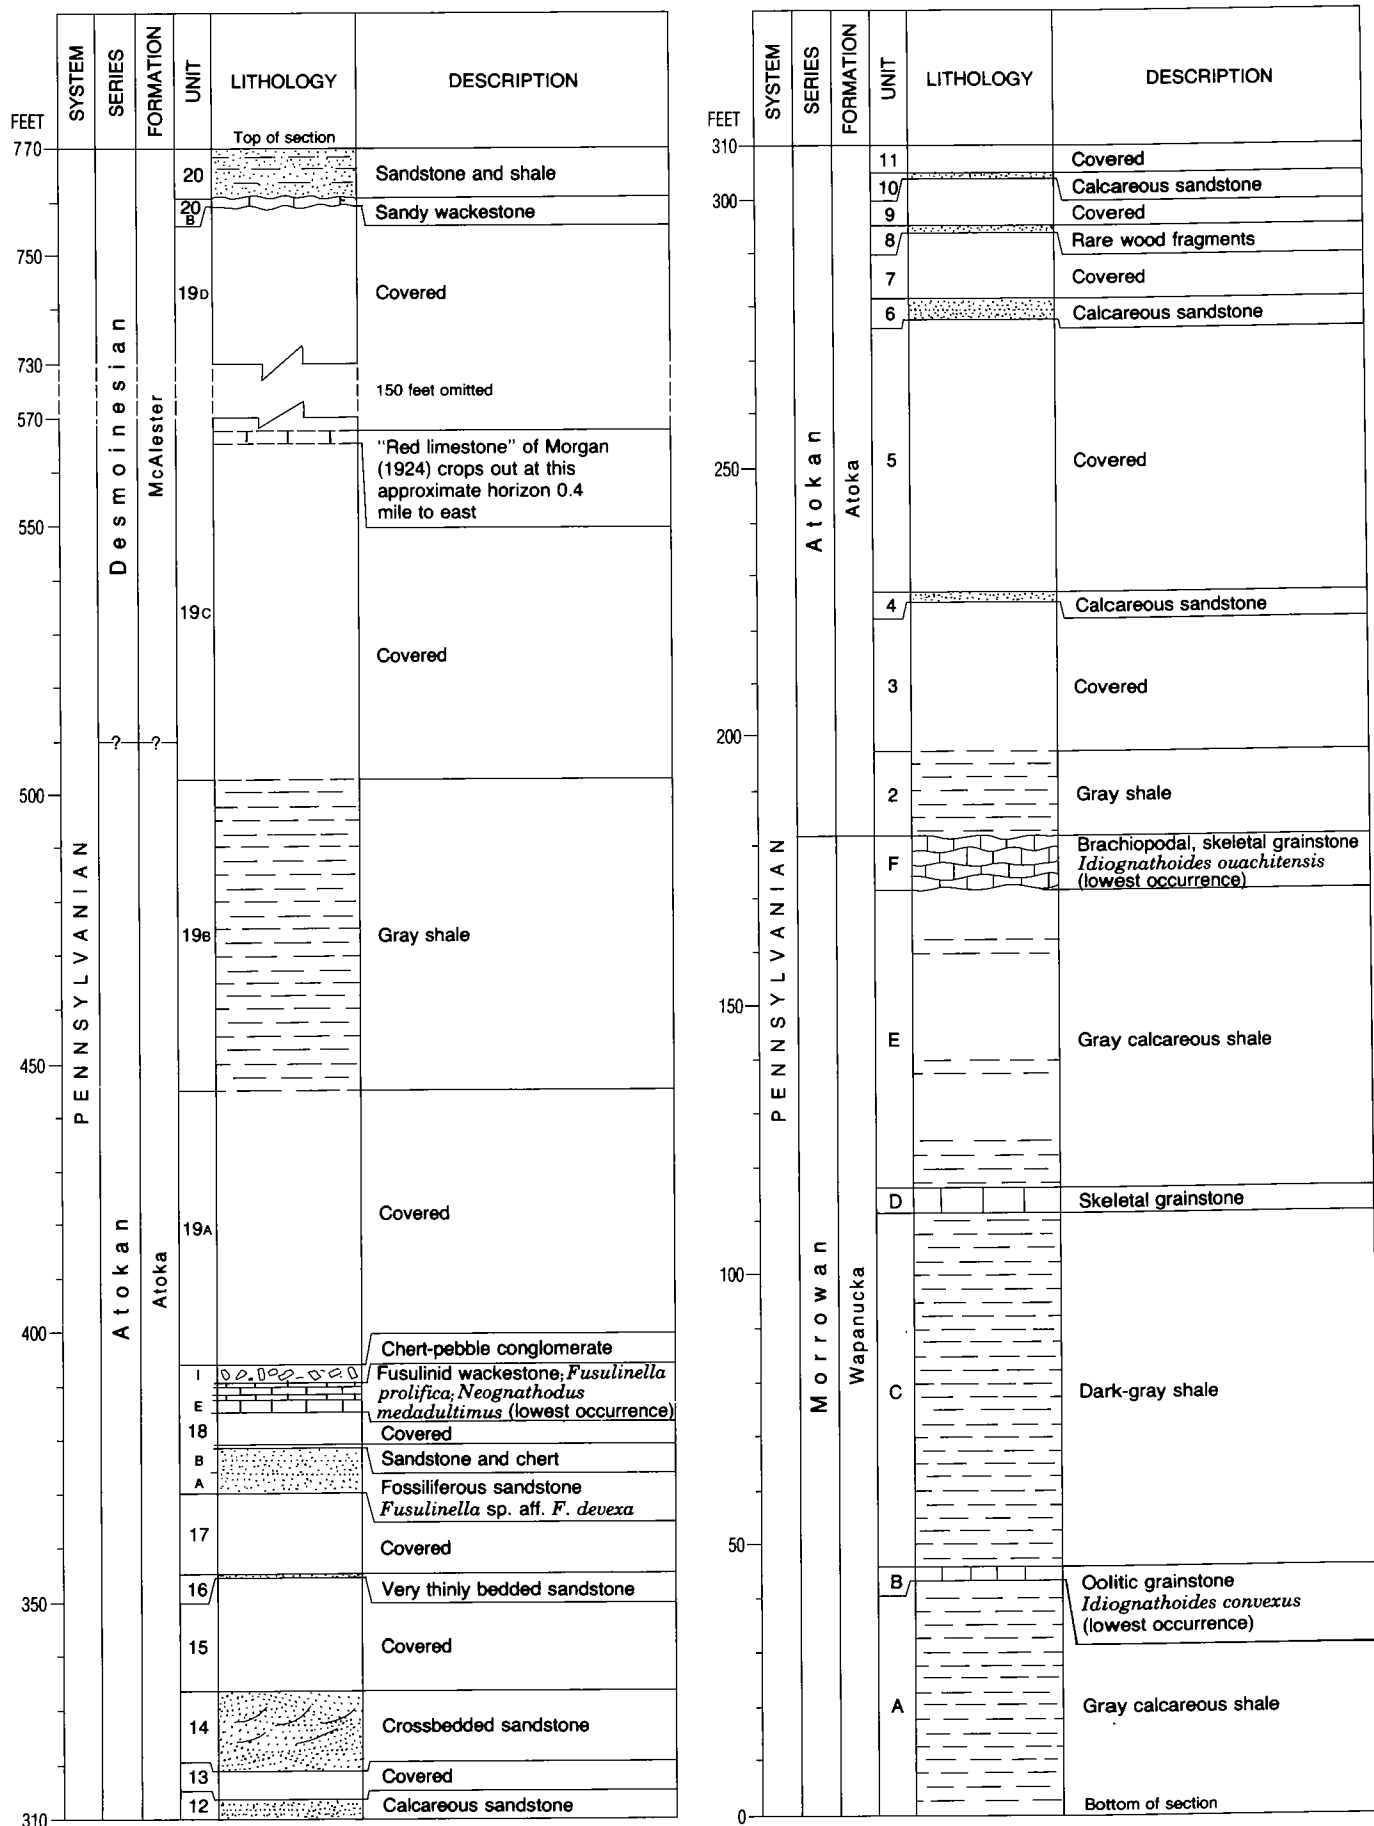 FEET
SYSTEM
SERIES
FORMATION
UNIT
LITHOLOGY
DESCRIPTION
Top of section
770
750
730
570
550
500
450
400
350
310
PENNSYLVANIAN
Desmoinesian
McAlester
?
?
Atokan
Atoka
20
Sandstone and shale
20
B
Sandy wackestone
19D
Covered
150 feet omitted
"Red limestone" of Morgan
(1924) crops out at this
approximate horizon 0.4
mile to east
19C
Covered
19B
Gray shale
19A
Covered
Chert-pebble conglomerate
I
Fusulinid wackestone; Fusulinella
prolifica; Neognathodus
E
medadultimus (lowest occurrence)
18
Covered
B
Sandstone and chert
A
Fossiliferous sandstone
Fusulinella sp. aff. F. devexa
17
Covered
16
Very thinly bedded sandstone
15
Covered
14
Crossbedded sandstone
13
Covered
12
Calcareous sandstone
FEET
SYSTEM
SERIES
FORMATION
UNIT
LITHOLOGY
DESCRIPTION
310
300
250
200
150
100
50
0
PENNSYLVANIAN
Atokan
Atoka
Morrowan
Wapanucka
11
Covered
10
Calcareous sandstone
9
Covered
8
Rare wood fragments
7
Covered
6
Calcareous sandstone
5
Covered
4
Calcareous sandstone
3
Covered
2
Gray shale
F
Brachiopodal, skeletal grainstone
Idiognathoides ouachitensis
(lowest occurrence)
E
Gray calcareous shale
D
Skeletal grainstone
C
Dark-gray shale
B
Oolitic grainstone
Idiognathoides convexus
(lowest occurrence)
A
Gray calcareous shale
Bottom of section